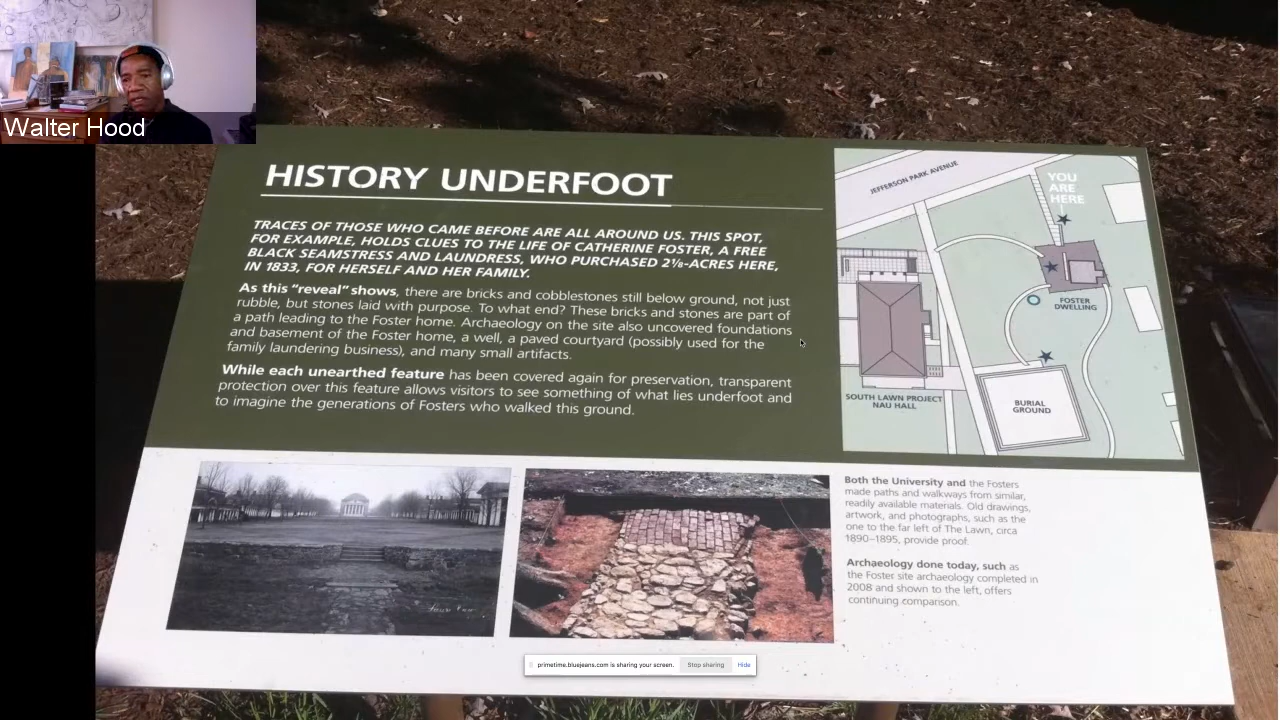 Walter Hood
HISTORY UNDERFOOT
TRACES OF THOSE WHO CAME BEFORE ARE ALL AROUND US. THIS SPOT,
FOR EXAMPLE, HOLDS CLUES TO THE LIFE OF CATHERINE FOSTER, A FREE
BLACK SEAMSTRESS AND LAUNDRESS, WHO PURCHASED 2⅛-ACRES HERE,
IN 1833, FOR HERSELF AND HER FAMILY.
As this "reveal" shows, there are bricks and cobblestones still below ground, not just
rubble, but stones laid with purpose. To what end? These bricks and stones are part of
a path leading to the Foster home. Archaeology on the site also uncovered foundations
and basement of the Foster home, a well, a paved courtyard (possibly used for the
family laundering business), and many small artifacts.
While each unearthed feature has been covered again for preservation, transparent
protection over this feature allows visitors to see something of what lies underfoot and
to imagine the generations of Fosters who walked this ground.
JEFFERSON PARK AVENUE
YOU
ARE
HERE
FOSTER
DWELLING
SOUTH LAWN PROJECT
NAU HALL
BURIAL
GROUND
Both the University and the Fosters
made paths and walkways from similar,
readily available materials. Old drawings,
artwork, and photographs, such as the
one to the far left of The Lawn, circa
1890–1895, provide proof.
Archaeology done today, such as
the Foster site archaeology completed in
2008 and shown to the left, offers
continuing comparison.
primetime.bluejeans.com is sharing your screen.
Stop sharing
Hide